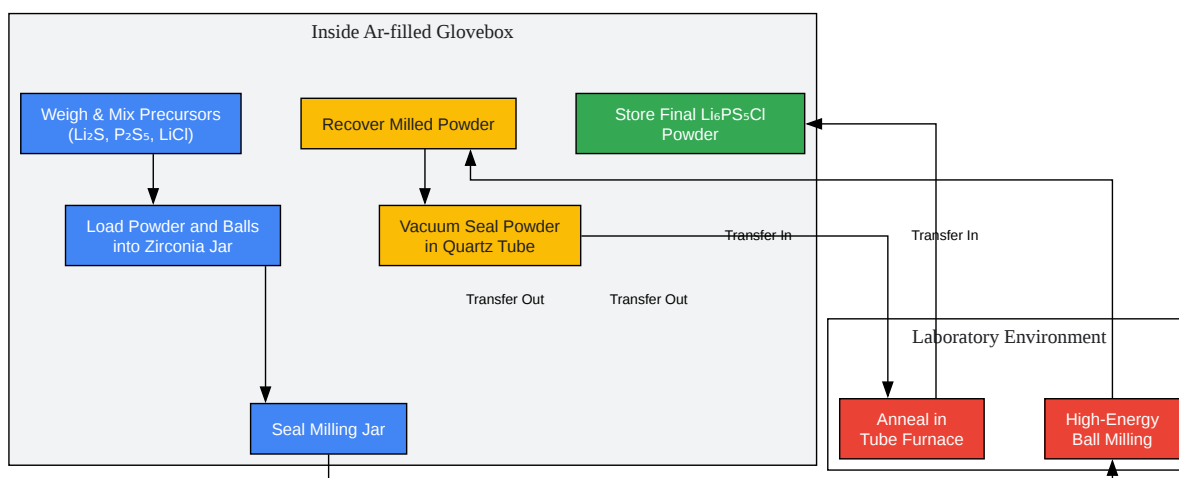 Inside Ar-filled Glovebox
Weigh & Mix Precursors
(Li₂S, P₂S₅, LiCl)
Recover Milled Powder
Store Final Li₆PS₅Cl
Powder
Load Powder and Balls
into Zirconia Jar
Vacuum Seal Powder
in Quartz Tube
Transfer In
Transfer In
Transfer Out
Transfer Out
Laboratory Environment
Seal Milling Jar
Anneal in
Tube Furnace
High-Energy
Ball Milling